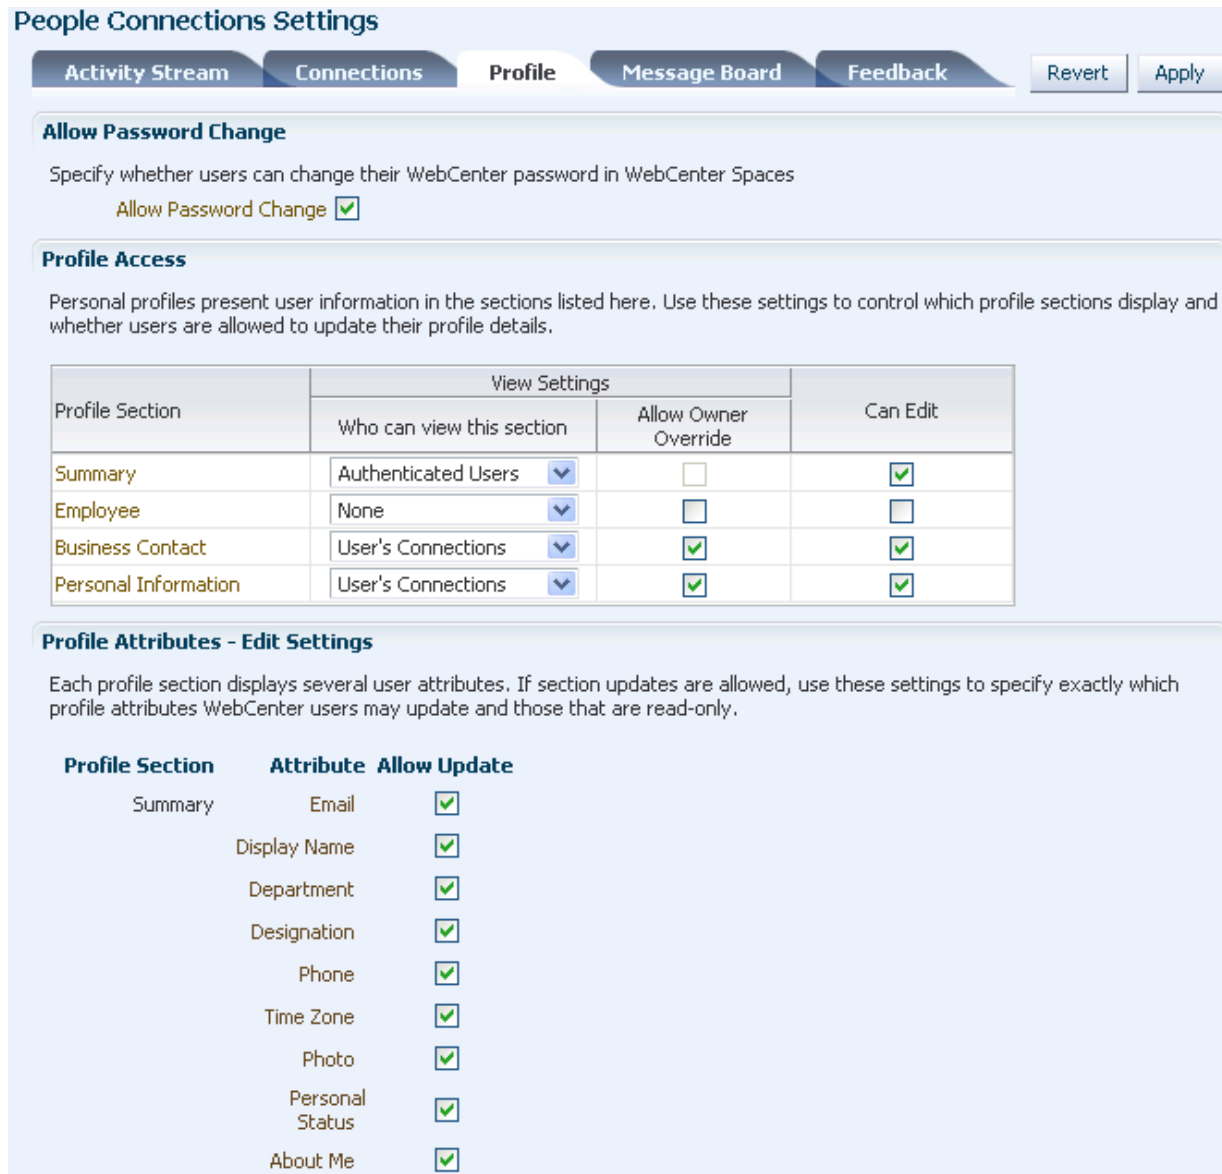 People Connections Settings
Activity Stream Connections Profile Message Board Feedback Revert Apply
Allow Password Change
Specify whether users can change their WebCenter password in WebCenter Spaces
Allow Password Change
Profile Access
Personal profiles present user information in the sections listed here. Use these settings to control which profile sections display and
whether users are allowed to update their profile details.
Profile Section
View Settings
Who can view this section
Allow Owner
Override
Can Edit
Summary Authenticated Users
Employee None
Business Contact User's Connections
Personal Information User's Connections
Profile Attributes - Edit Settings
Each profile section displays several user attributes. If section updates are allowed, use these settings to specify exactly which
profile attributes WebCenter users may update and those that are read-only.
Profile Section Attribute Allow Update
Summary Email
Display Name
Department
Designation
Phone
Time Zone
Photo
Personal
Status
About Me